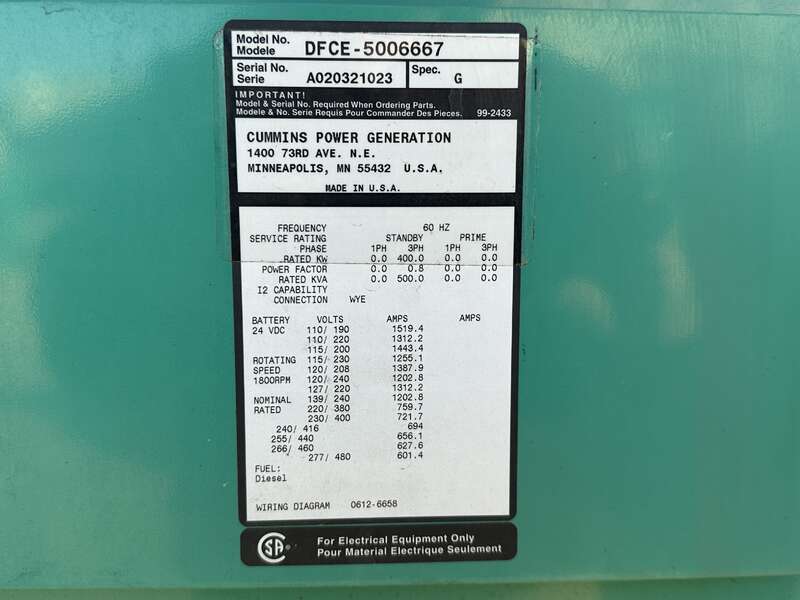 Model No. DFCE-5006667
Modele
Serial No. A020321023 Spec. G
Serie
IMPORTANT!
Model & Serial No. Required When Ordering Parts.
Modele & No. Serie Requis Pour Commander Des Pieces. 99-2433
CUMMINS POWER GENERATION
1400 73RD AVE. N.E.
MINNEAPOLIS, MN 55432 U.S.A.
MADE IN U.S.A.
FREQUENCY 60 HZ
SERVICE RATING STANDBY PRIME
PHASE 1PH 3PH 1PH 3PH
RATED KW 0.0 400.0 0.0 0.0
POWER FACTOR 0.0 0.8 0.0 0.0
RATED KVA 0.0 500.0 0.0 0.0
I2 CAPABILITY
CONNECTION WYE
BATTERY VOLTS AMPS AMPS
24 VDC 110/ 190 1519.4
110/ 220 1312.2
115/ 200 1443.4
ROTATING 115/ 230 1255.1
SPEED 120/ 208 1387.9
1800RPM 120/ 240 1202.8
127/ 220 1312.2
NOMINAL 139/ 240 1202.8
RATED 220/ 380 759.7
230/ 400 721.7
240/ 416 694
255/ 440 656.1
266/ 460 627.6
277/ 480 601.4
FUEL:
Diesel
WIRING DIAGRAM 0612-6658
CSA® For Electrical Equipment Only
Pour Material Electrique Seulement